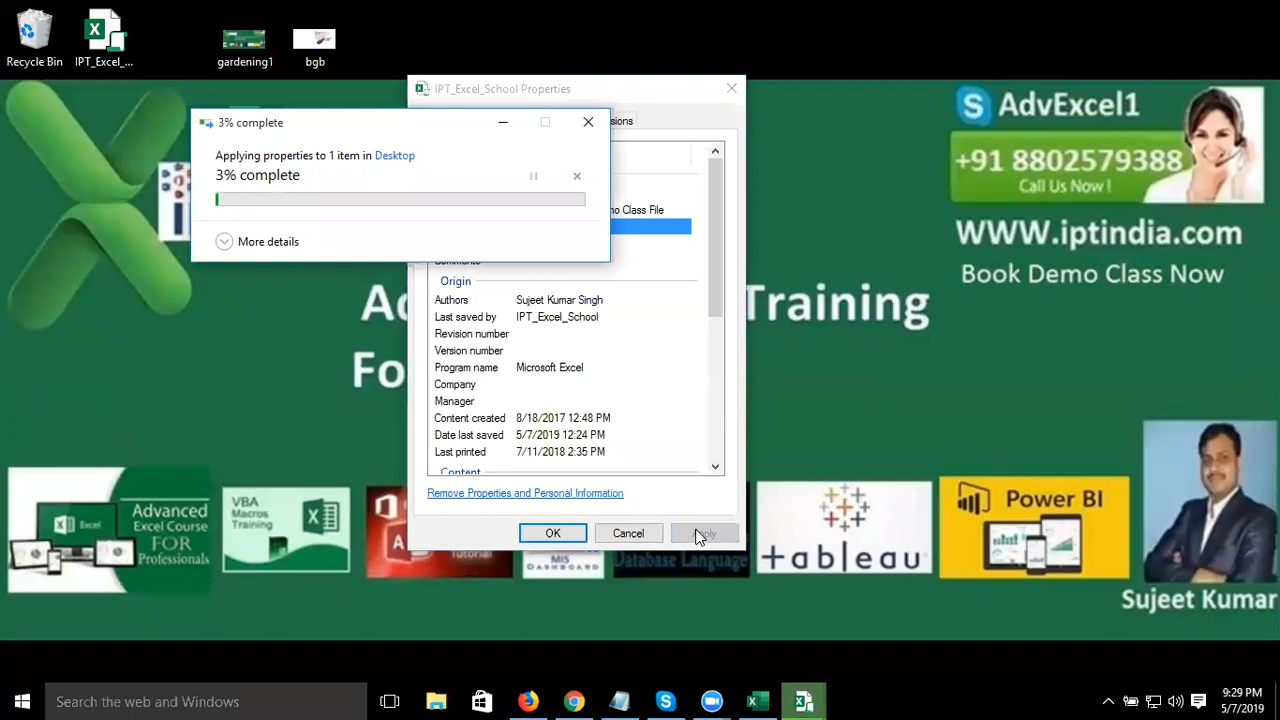 Recycle Bin
IPT_Excel_...
gardening1
bgb
IPT_Excel_School Properties
3% complete
Applying properties to 1 item in Desktop
3% complete
More details
Class File
Origin
Authors Sujeet Kumar Singh
Last saved by IPT_Excel_School
Revision number
Version number
Program name Microsoft Excel
Company
Manager
Content created 8/18/2017 12:48 PM
Date last saved 5/7/2019 12:24 PM
Last printed 7/11/2018 2:35 PM
Content
Remove Properties and Personal Information
OK
Cancel
AdvExcel1
+91 8802579388
Call Us Now !
WWW.iptindia.com
Book Demo Class Now
Training
Excel
Advanced
Excel Course
FOR
Professionals
VBA
Macros
Training
Tutorial
MIS
DASHBOARD
Database Language
+tableau
Power BI
Sujeet Kumar
Search the web and Windows
9:29 PM
5/7/2019